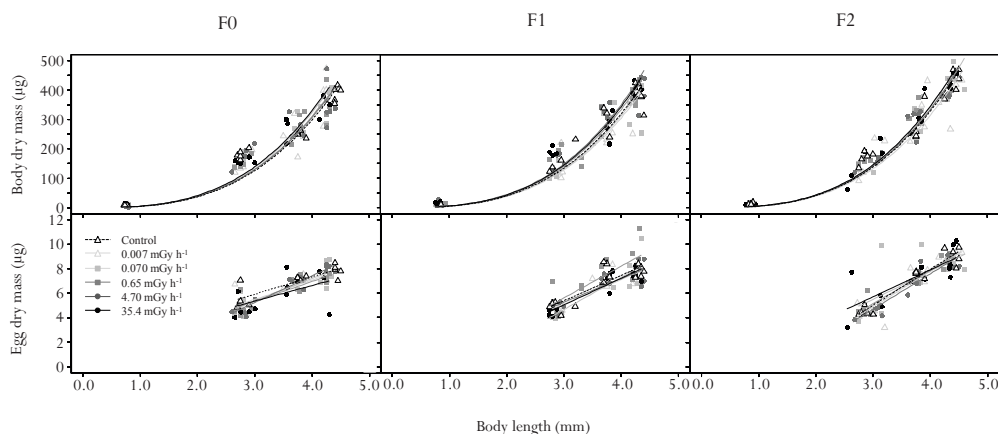 F0 F1 F2
Body dry mass (µg)
500
400
300
200
100
0
Egg dry mass (µg)
12
10
8
6
4
2
0
Control
0.007 mGy h⁻¹
0.070 mGy h⁻¹
0.65 mGy h⁻¹
4.70 mGy h⁻¹
35.4 mGy h⁻¹
0.0 1.0 2.0 3.0 4.0 5.0 0.0 1.0 2.0 3.0 4.0 5.0 0.0 1.0 2.0 3.0 4.0 5.0
Body length (mm)